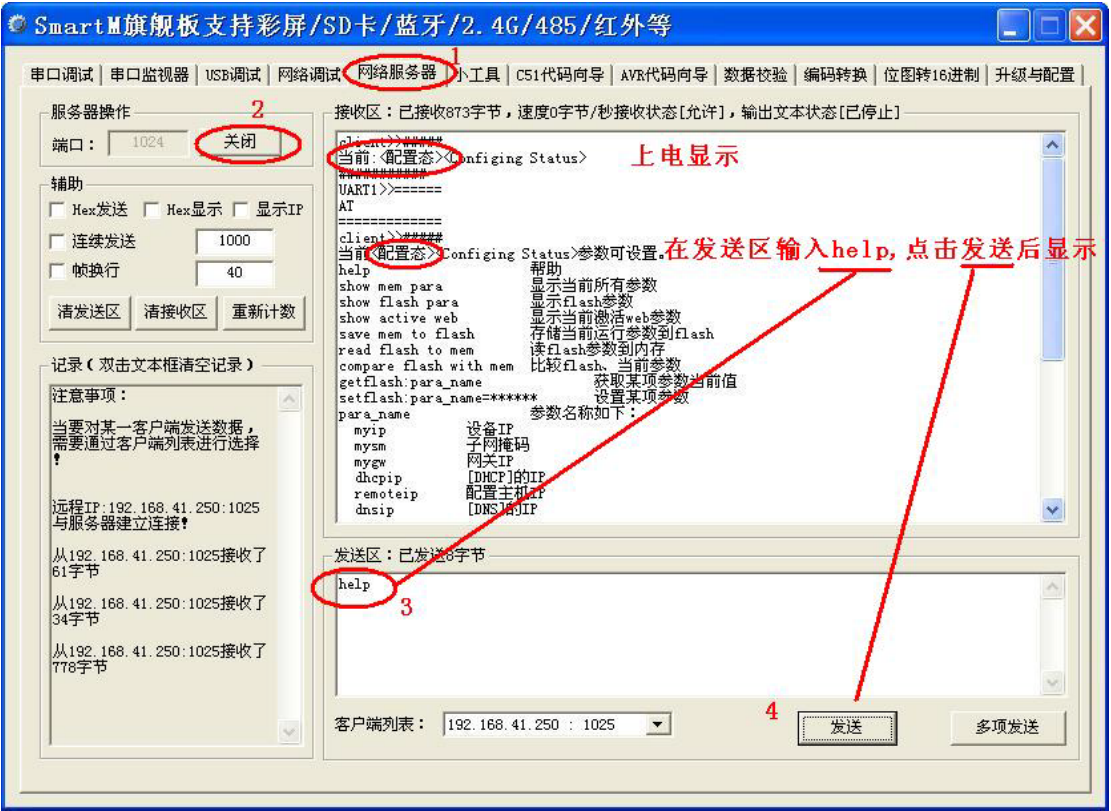 SmartM旗舰板支持彩屏/SD卡/蓝牙/2.4G/485/红外等
1
串口调试 串口监视器 USB调试 网络调试 网络服务器 小工具 C51代码向导 AVR代码向导 数据校验 编码转换 位图转16进制 升级与配置
服务器操作
2
端口： 1024 关闭
辅助
Hex发送 Hex显示 显示IP
连续发送 1000
帧换行 40
清发送区 清接收区 重新计数
记录(双击文本框清空记录)
注意事项：
当要对某一客户端发送数据，
需要通过客户端列表进行选择
！
远程IP:192.168.41.250:1025
与服务器建立连接！
从192.168.41.250:1025接收了
61字节
从192.168.41.250:1025接收了
34字节
从192.168.41.250:1025接收了
778字节
接收区：已接收873字节，速度0字节/秒接收状态[允许]，输出文本状态[已停止]
client>>#####
当前:<配置态><Configing Status>
上电显示
###########
UART1>>======
AT
=============
client>>#####
当前<配置态><Configing Status>参数可设置。
在发送区输入help,点击发送后显示
help 帮助
show mem para 显示当前所有参数
show flash para 显示flash参数
show active web 显示当前激活web参数
save mem to flash 存储当前运行参数到flash
read flash to mem 读flash参数到内存
compare flash with mem 比较flash、当前参数
getflash:para_name 获取某项参数当前值
setflash:para_name=****** 设置某项参数
para_name 参数名称如下：
myip 设备IP
mysm 子网掩码
mygw 网关IP
dhcpip [DHCP]的IP
remoteip 配置主机IP
dnsip [DNS]的IP
发送区：已发送8字节
help
3
4
客户端列表： 192.168.41.250 : 1025 发送 多项发送